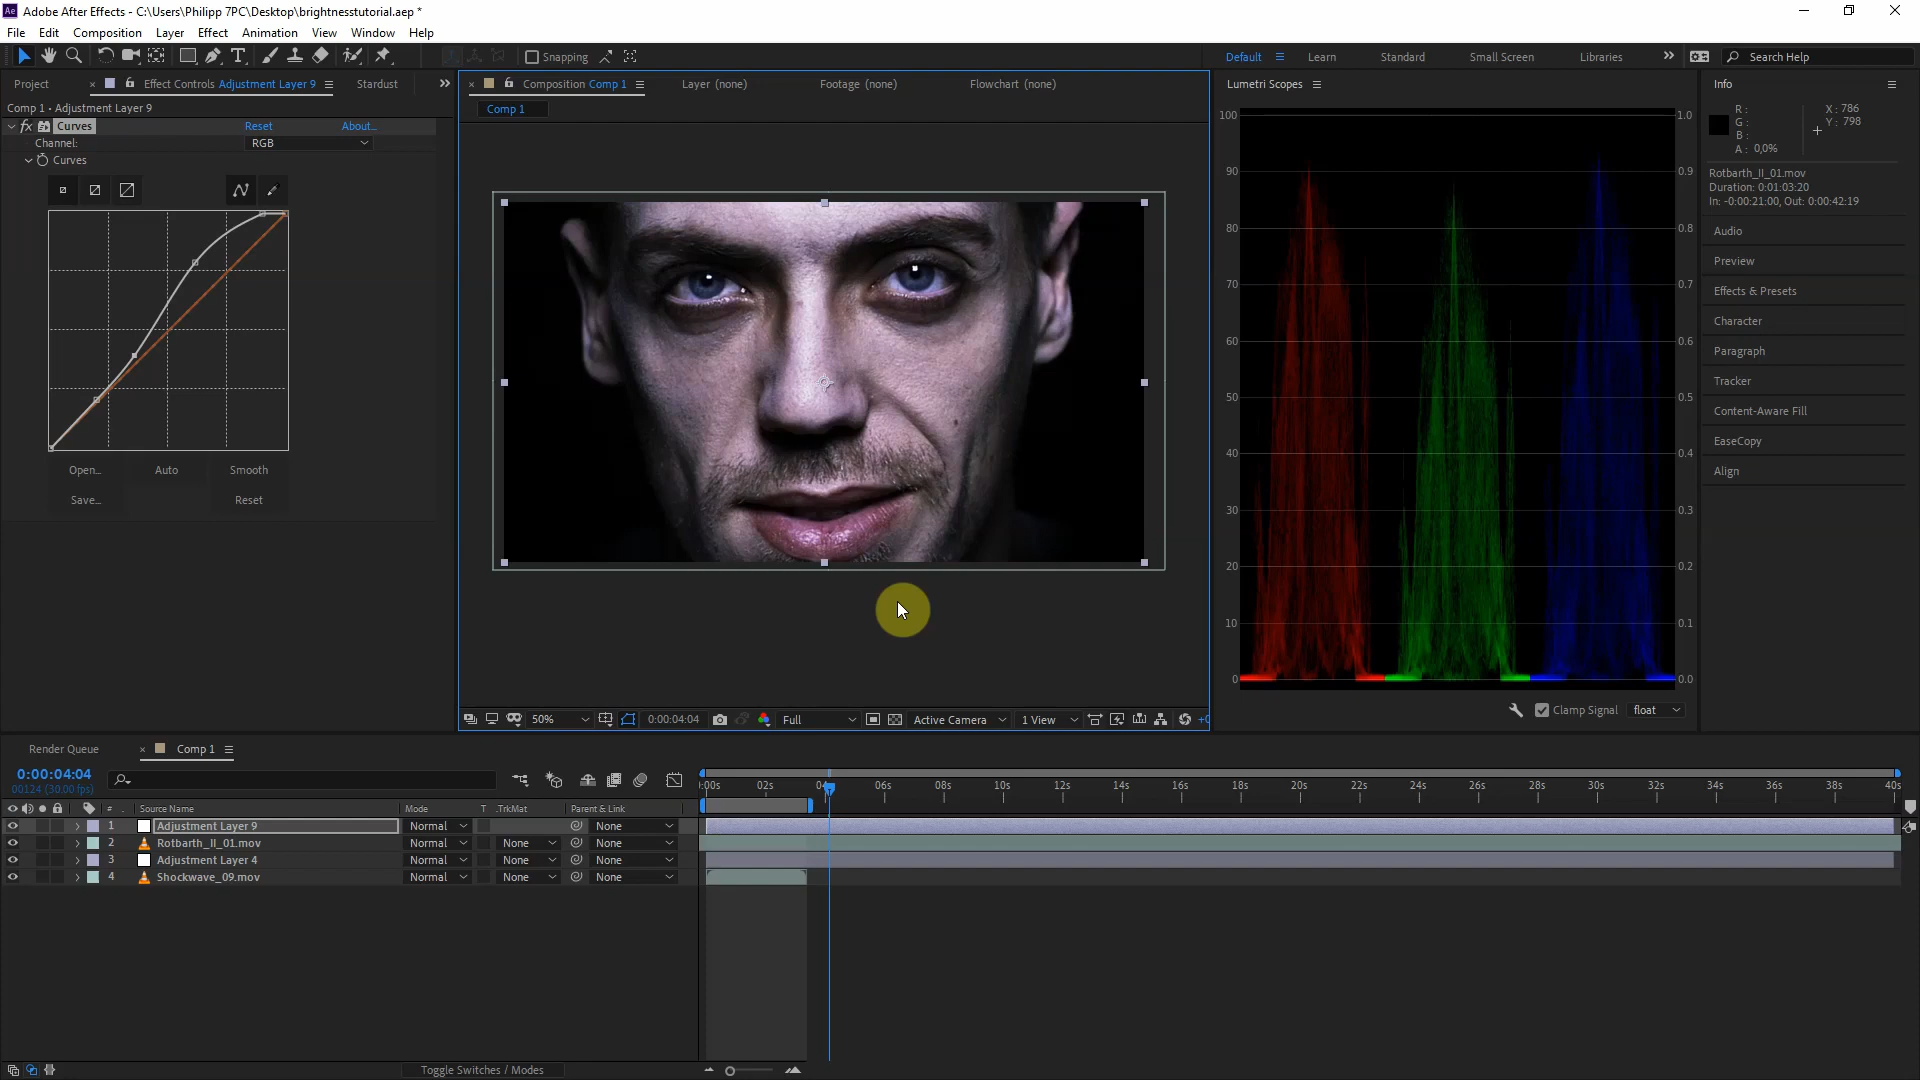 Adobe After Effects - C:\Users\Philipp 7PC\Desktop\brightnesstutorial.aep *
File Edit Composition Layer Effect Animation View Window Help
Snapping
Default Learn Standard Small Screen Libraries Search Help
Project Effect Controls Adjustment Layer 9 Stardust
Comp 1 • Adjustment Layer 9
fx Curves Reset About...
Channel: RGB
Curves
Open... Auto Smooth
Save... Reset
Composition Comp 1 Layer (none) Footage (none) Flowchart (none)
Comp 1
50% 0:00:04:04 Full Active Camera 1 View
Lumetri Scopes
100 1.0
90 0.9
80 0.8
70 0.7
60 0.6
50 0.5
40 0.4
30 0.3
20 0.2
10 0.1
0 0.0
Clamp Signal float
Info
R: X: 786
G: Y: 798
B:
A: 0,0%
Rotbarth_II_01.mov
Duration: 0:01:03:20
In: -0:00:21:00, Out: 0:00:42:19
Audio
Preview
Effects & Presets
Character
Paragraph
Tracker
Content-Aware Fill
EaseCopy
Align
Render Queue Comp 1
0:00:04:04
00124 (30.00 fps)
:00s 02s 04 06s 08s 10s 12s 14s 16s 18s 20s 22s 24s 26s 28s 30s 32s 34s 36s 38s 40s
# Source Name Mode T .TrkMat Parent & Link
1 Adjustment Layer 9 Normal None
2 Rotbarth_II_01.mov Normal None None
3 Adjustment Layer 4 Normal None None
4 Shockwave_09.mov Normal None None
Toggle Switches / Modes